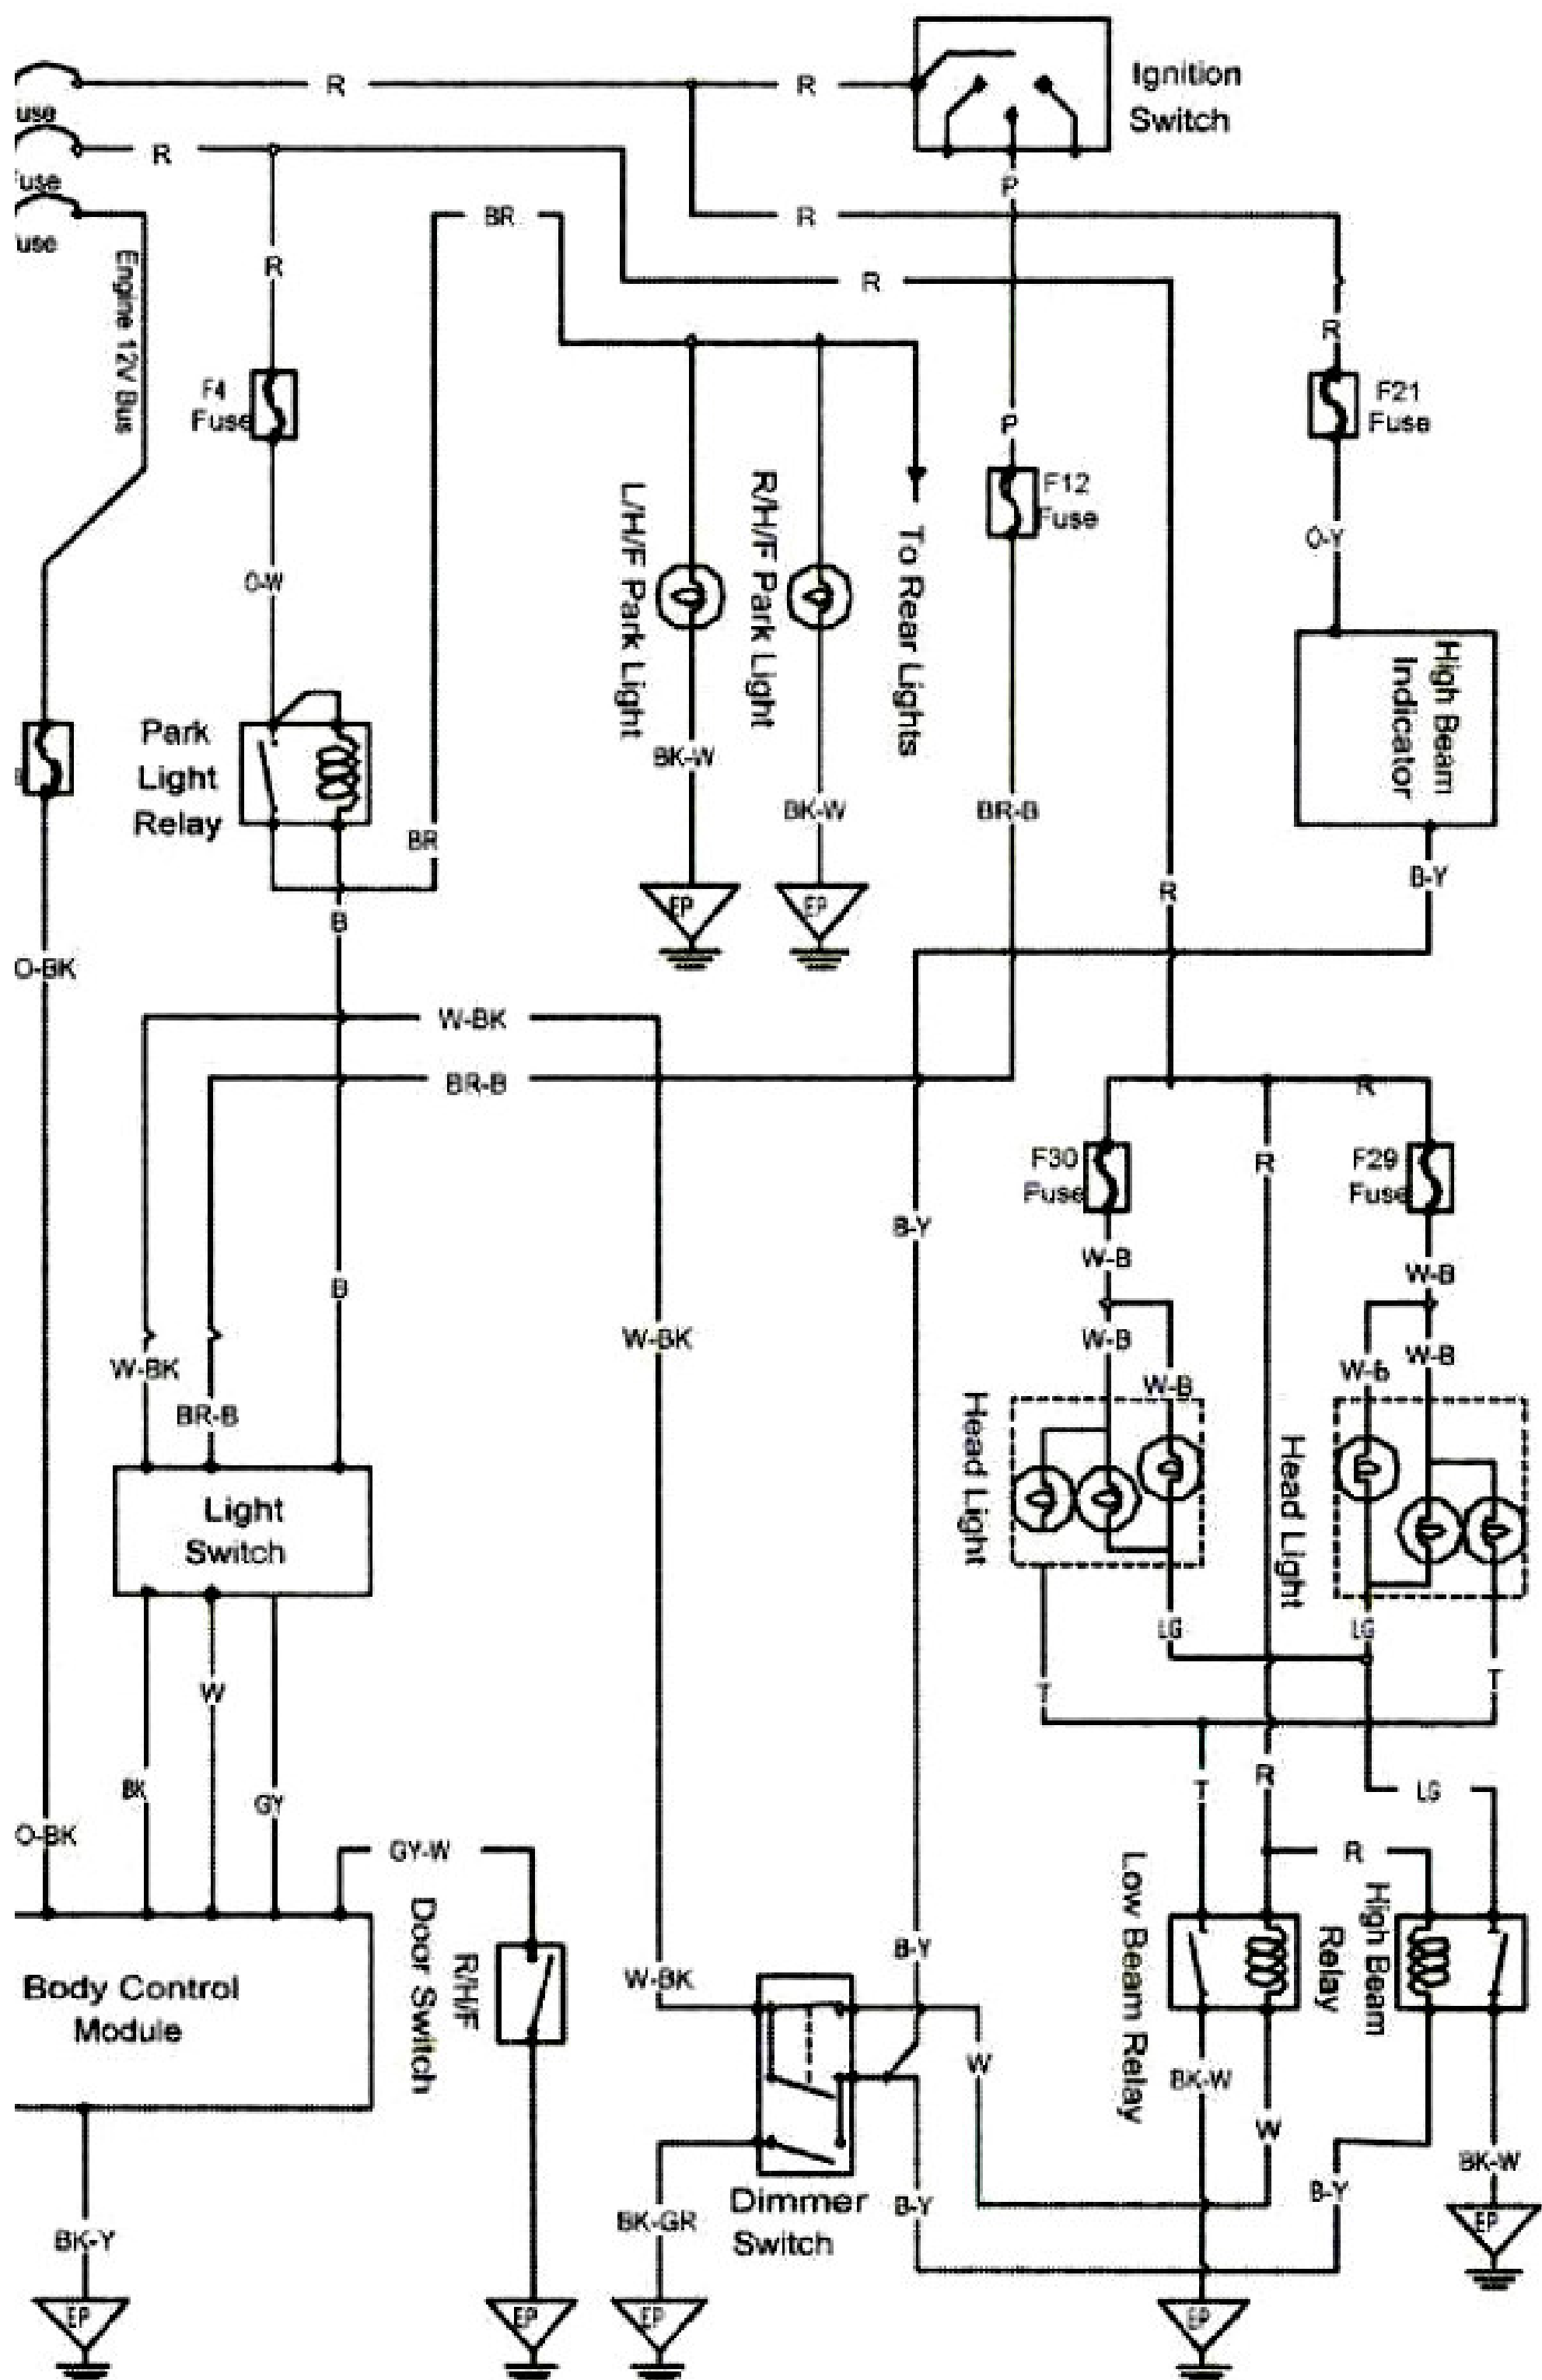 Ignition
Switch
R
R
use
R
use
use
P
BR
R
R
R
R
Engine 12V Bus
F4
Fuse
F21
Fuse
P
F12
Fuse
L/H/F Park Light
R/H/F Park Light
To Rear Lights
O-Y
O-W
High Beam
Indicator
Park
Light
Relay
BK-W
BK-W
BR-B
BR
B-Y
R
EP
EP
B
O-BK
W-BK
BR-B
R
F30
Fuse
R
F29
Fuse
B-Y
W-B
W-B
B
W-BK
W-B
W-B
W-BK
W-B
W-B
BR-B
Head Light
Head Light
Light
Switch
LG
LG
W
T
T
BK
GY
T
R
LG
O-BK
GY-W
R
Door Switch
R/H/F
Low Beam Relay
High Beam
Relay
B-Y
W-BK
Body Control
Module
W
BK-W
W
BK-W
B-Y
Dimmer
Switch
B-Y
BK-GR
BK-Y
EP
EP
EP
EP
EP